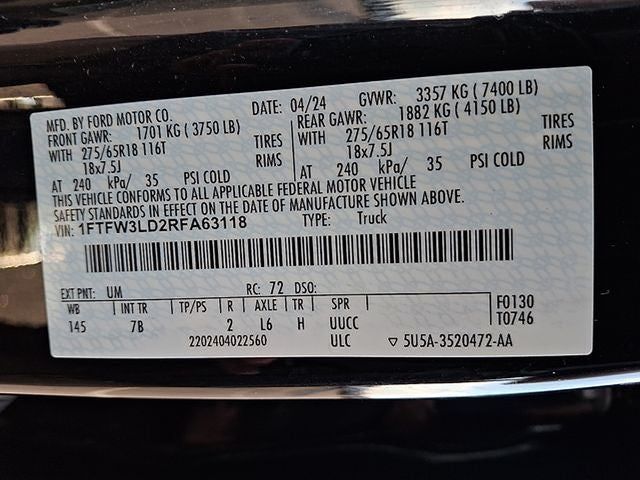 MFD. BY FORD MOTOR CO.
DATE: 04/24 GVWR: 3357 KG ( 7400 LB)
FRONT GAWR: 1701 KG ( 3750 LB) REAR GAWR: 1882 KG ( 4150 LB)
WITH 275/65R18 116T TIRES WITH 275/65R18 116T TIRES
18x7.5J RIMS 18x7.5J RIMS
AT 240 kPa/ 35 PSI COLD AT 240 kPa/ 35 PSI COLD
THIS VEHICLE CONFORMS TO ALL APPLICABLE FEDERAL MOTOR VEHICLE
SAFETY STANDARDS IN EFFECT ON THE DATE OF MANUFACTURE SHOWN ABOVE.
VIN: 1FTFW3LD2RFA63118 TYPE: Truck
EXT PNT: UM RC: 72 DSO:
WB INT TR TP/PS R AXLE TR SPR F0130
145 7B 2 L6 H UUCC T0746
2202404022560 ULC ▽ 5U5A-3520472-AA